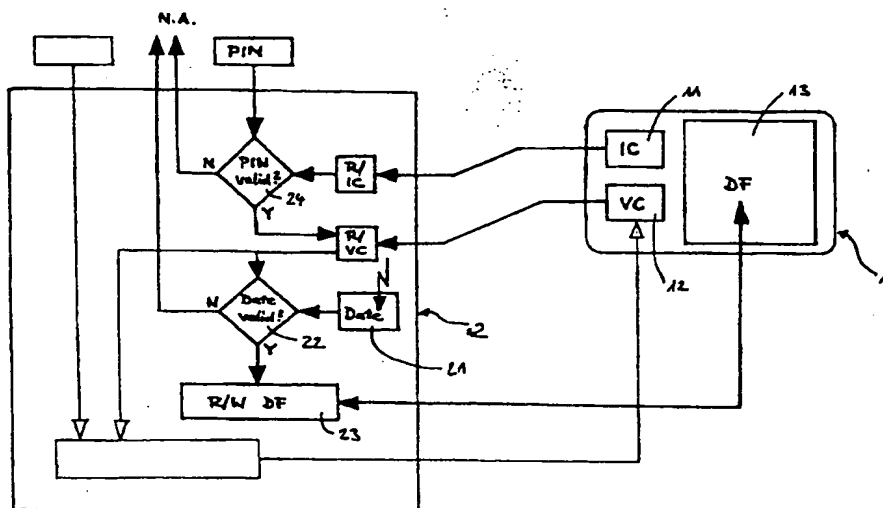 N.A.
PIN
11
13
IC
PIN
valid?
R/
IC
N
DF
24
Y
VC
R/
VC
12
1
N
Date
valid?
Date
2
22
21
Y
R/W DF
23